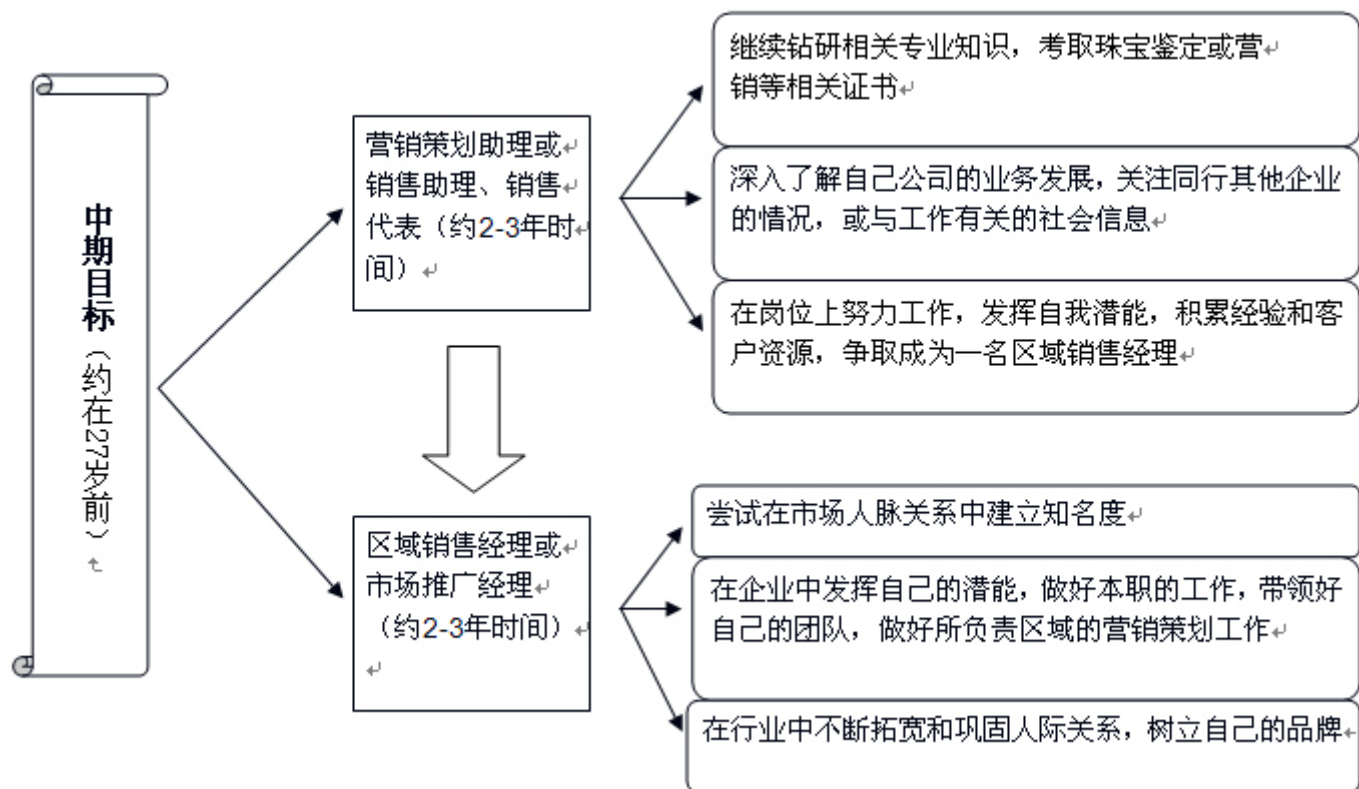 中期目标（约在27岁前）
营销策划助理或
销售助理、销售
代表（约2-3年时
间）
继续钻研相关专业知识，考取珠宝鉴定或营
销等相关证书
深入了解自己公司的业务发展，关注同行其他企业
的情况，或与工作有关的社会信息
在岗位上努力工作，发挥自我潜能，积累经验和客
户资源，争取成为一名区域销售经理
区域销售经理或
市场推广经理
（约2-3年时间）
尝试在市场人脉关系中建立知名度
在企业中发挥自己的潜能，做好本职的工作，带领好
自己的团队，做好所负责区域的营销策划工作
在行业中不断拓宽和巩固人际关系，树立自己的品牌